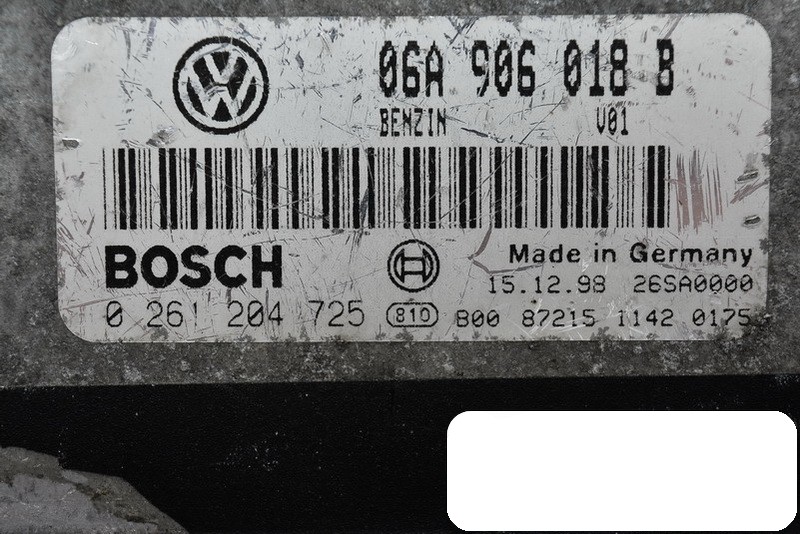 06A 906 018 B
BENZIN V01
BOSCH Made in Germany
15.12.98 26SA0000
0 261 204 725 810 B00 87215 1142 0175